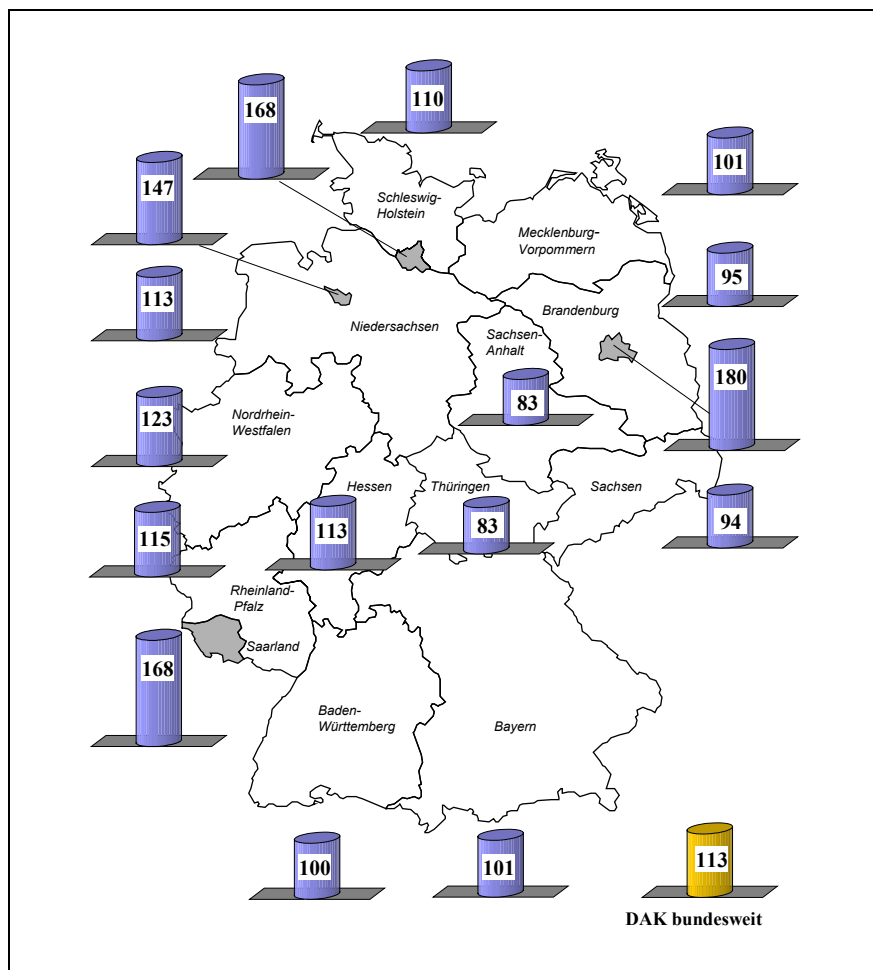 110
168
101
147
Schleswig-
Holstein
Mecklenburg-
Vorpommern
95
113
Brandenburg
Niedersachsen
Sachsen-
Anhalt
180
83
123
Nordrhein-
Westfalen
Hessen
Thüringen
Sachsen
115
113
83
94
Rheinland-
Pfalz
Saarland
168
Baden-
Württemberg
Bayern
100
101
113
DAK bundesweit